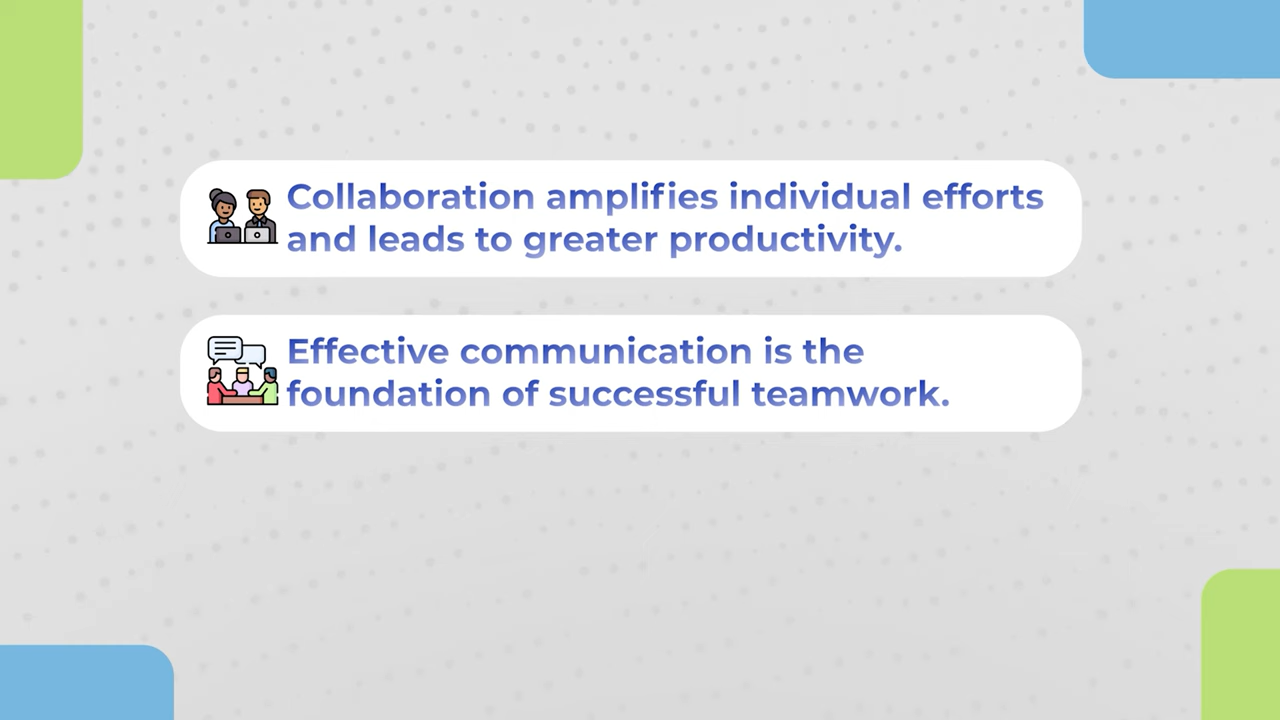 Collaboration amplifies individual efforts
and leads to greater productivity.
Effective communication is the
foundation of successful teamwork.